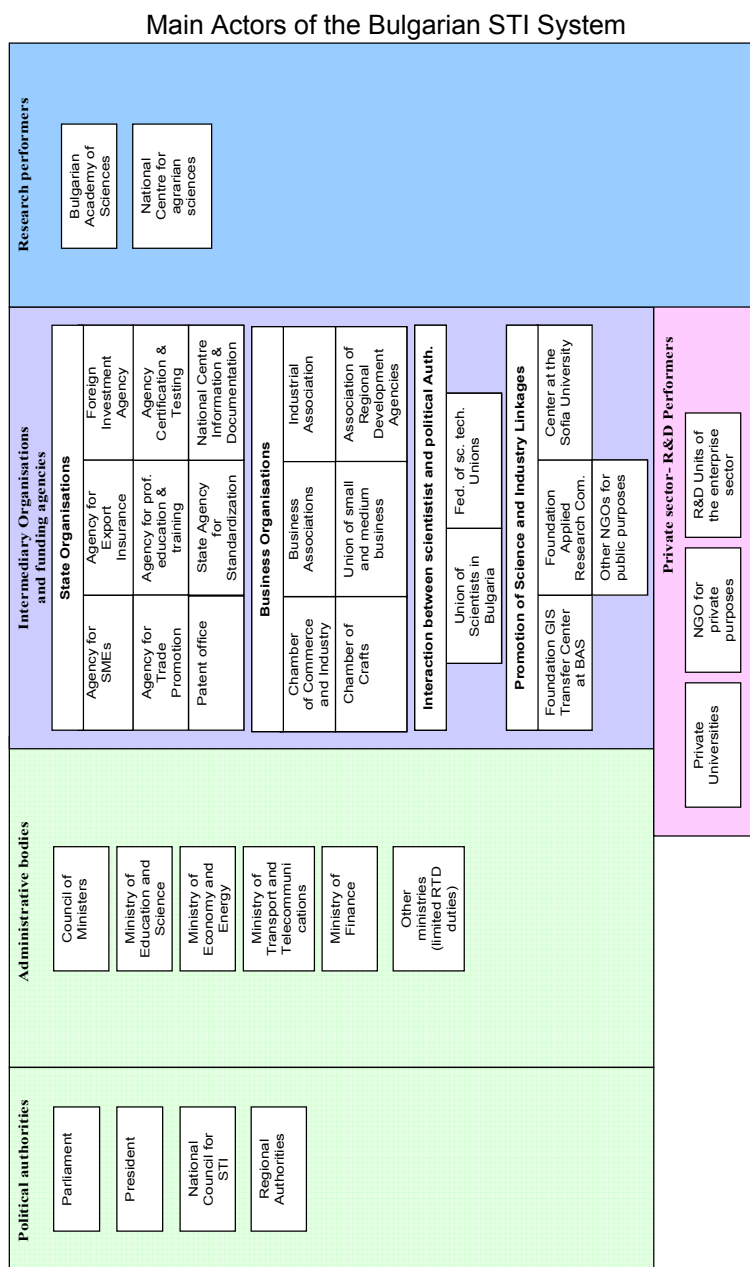 Main Actors of the Bulgarian STI System
Political authorities
Parliament
President
National
Council for
STI
Regional
Authorities
Administrative bodies
Council of
Ministers
Ministry of
Education and
Science
Ministry of
Economy and
Energy
Ministry of
Transport and
Telecommuni
cations
Ministry of
Finance
Other
ministries
(limited RTD
duties)
Intermediary Organisations
and funding agencies
State Organisations
Agency for
SMEs
Agency for
Export
Insurance
Foreign
Investment
Agency
Agency for
Trade
Promotion
Agency for prof.
education &
training
Agency
Certification &
Testing
Patent office
State Agency
for
Standardization
National Centre
Information &
Documentation
Business Organisations
Chamber
of Commerce
and Industry
Business
Associations
Industrial
Association
Chamber of
Crafts
Union of small
and medium
business
Association of
Regional
Development
Agencies
Interaction between scientistist and political Auth.
Union of
Scientists in
Bulgaria
Fed. of sc. tech.
Unions
Promotion of Science and Industry Linkages
Foundation GIS
Transfer Center
at BAS
Foundation
Applied
Research Com.
Center at the
Sofia University
Other NGOs for
public purposes
Research performers
Bulgarian
Academy of
Sciences
National
Centre for
agrarian
sciences
Private sector- R&D Performers
Private
Universities
NGO for
private
purposes
R&D Units of
the enterprise
sector